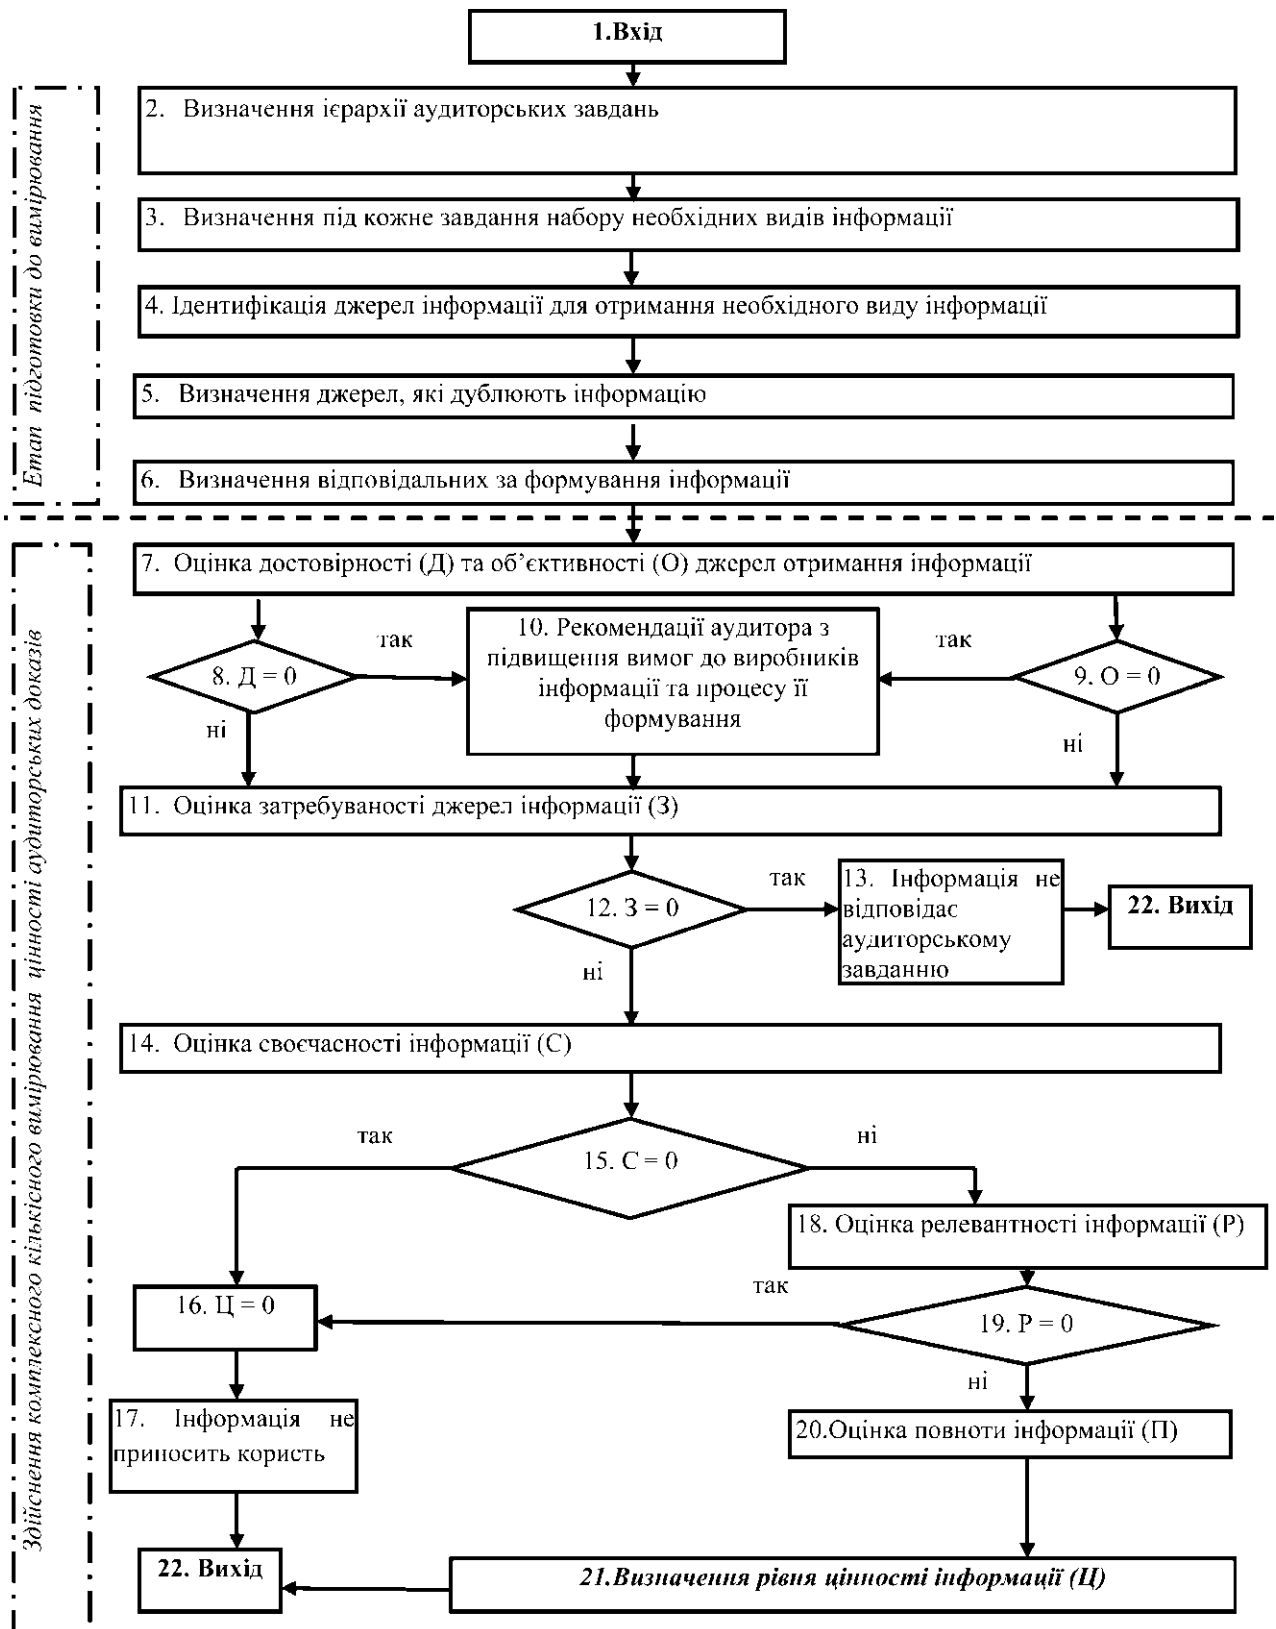 1.Вхід
Етап підготовки до вимірювання
2. Визначення ієрархії аудиторських завдань
3. Визначення під кожне завдання набору необхідних видів інформації
4. Ідентифікація джерел інформації для отримання необхідного виду інформації
5. Визначення джерел, які дублюють інформацію
6. Визначення відповідальних за формування інформації
Здійснення комплексного кількісного вимірювання цінності аудиторських доказів
7. Оцінка достовірності (Д) та об’єктивності (О) джерел отримання інформації
8. Д = 0
так
ні
10. Рекомендації аудитора з
підвищення вимог до виробників
інформації та процесу її
формування
так
9. О = 0
ні
11. Оцінка затребуваності джерел інформації (З)
12. З = 0
так
ні
13. Інформація не
відповідає
аудиторському
завданню
22. Вихід
14. Оцінка своєчасності інформації (С)
так
15. С = 0
ні
18. Оцінка релевантності інформації (Р)
16. Ц = 0
так
19. Р = 0
ні
17. Інформація не
приносить користь
20.Оцінка повноти інформації (П)
22. Вихід
21.Визначення рівня цінності інформації (Ц)